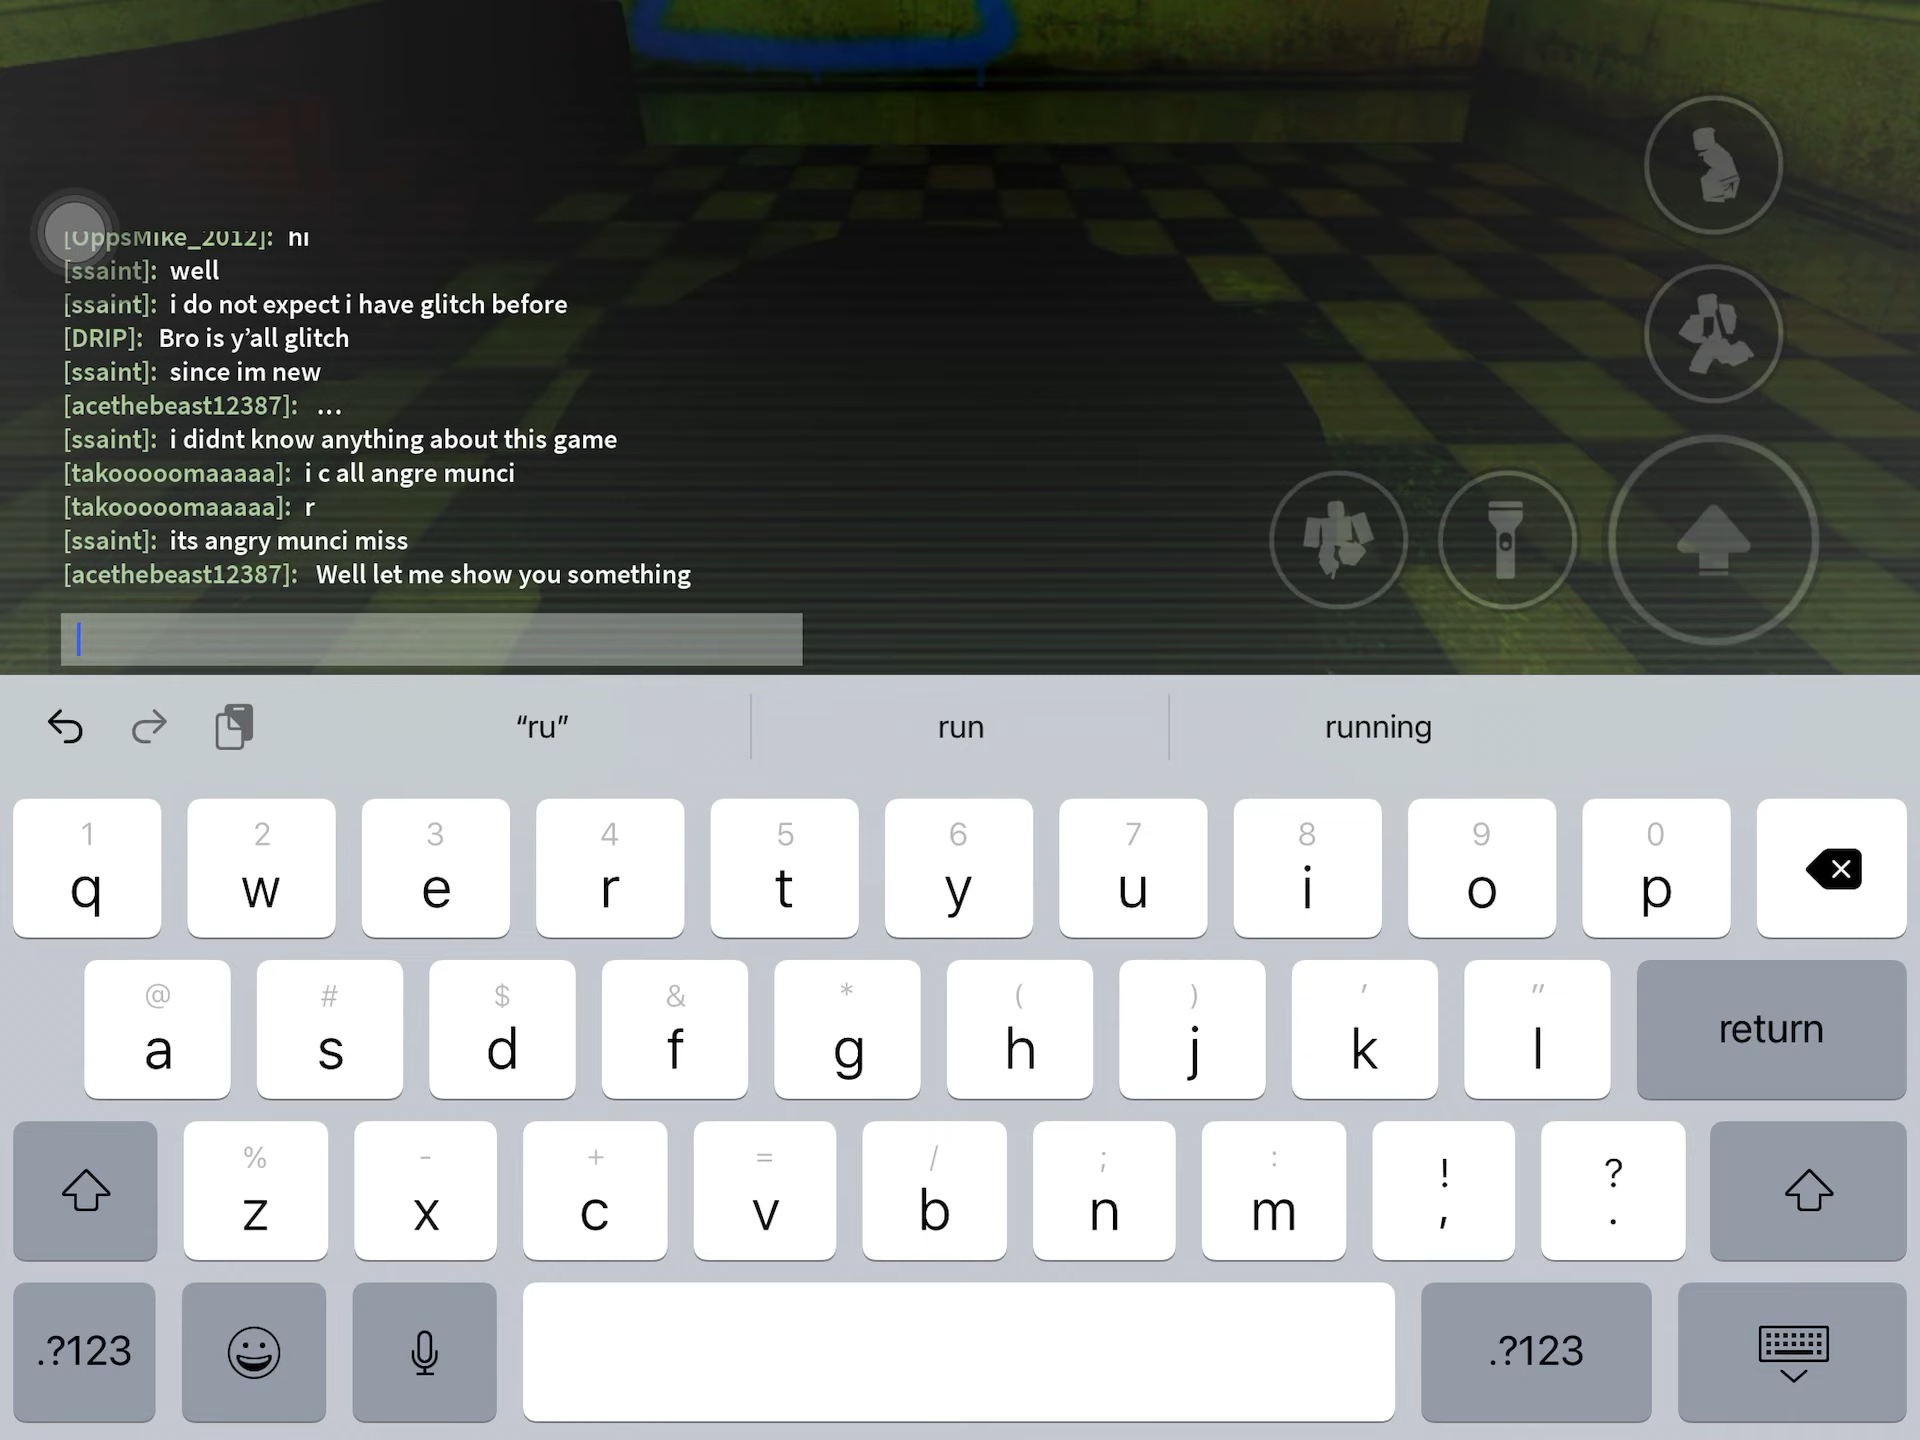 [OppsMike_2012]: hi
[ssaint]: well
[ssaint]: i do not expect i have glitch before
[DRIP]: Bro is y’all glitch
[ssaint]: since im new
[acethebeast12387]: ...
[ssaint]: i didnt know anything about this game
[takooooomaaaaa]: i c all angre munci
[takooooomaaaaa]: r
[ssaint]: its angry munci miss
[acethebeast12387]: Well let me show you something
“ru” run running
1 2 3 4 5 6 7 8 9 0
q w e r t y u i o p
@ # $ & * ( ) ' "
a s d f g h j k l return
% - + = / ; : ! ?
z x c v b n m , .
.?123 .?123